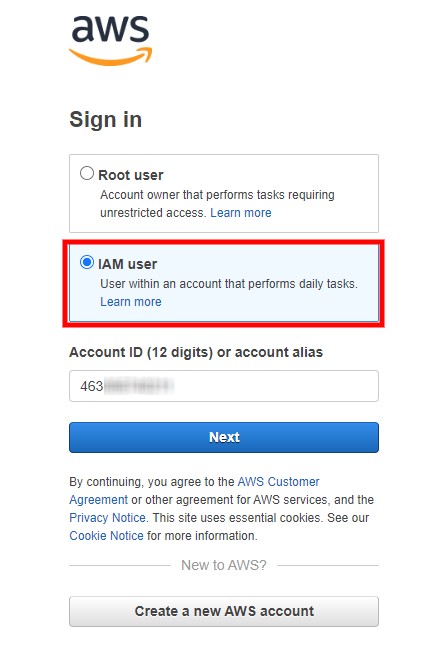 aws
Sign in
Root user
Account owner that performs tasks requiring
unrestricted access. Learn more
IAM user
User within an account that performs daily tasks.
Learn more
Account ID (12 digits) or account alias
463
Next
By continuing, you agree to the AWS Customer
Agreement or other agreement for AWS services, and the
Privacy Notice. This site uses essential cookies. See our
Cookie Notice for more information.
New to AWS?
Create a new AWS account